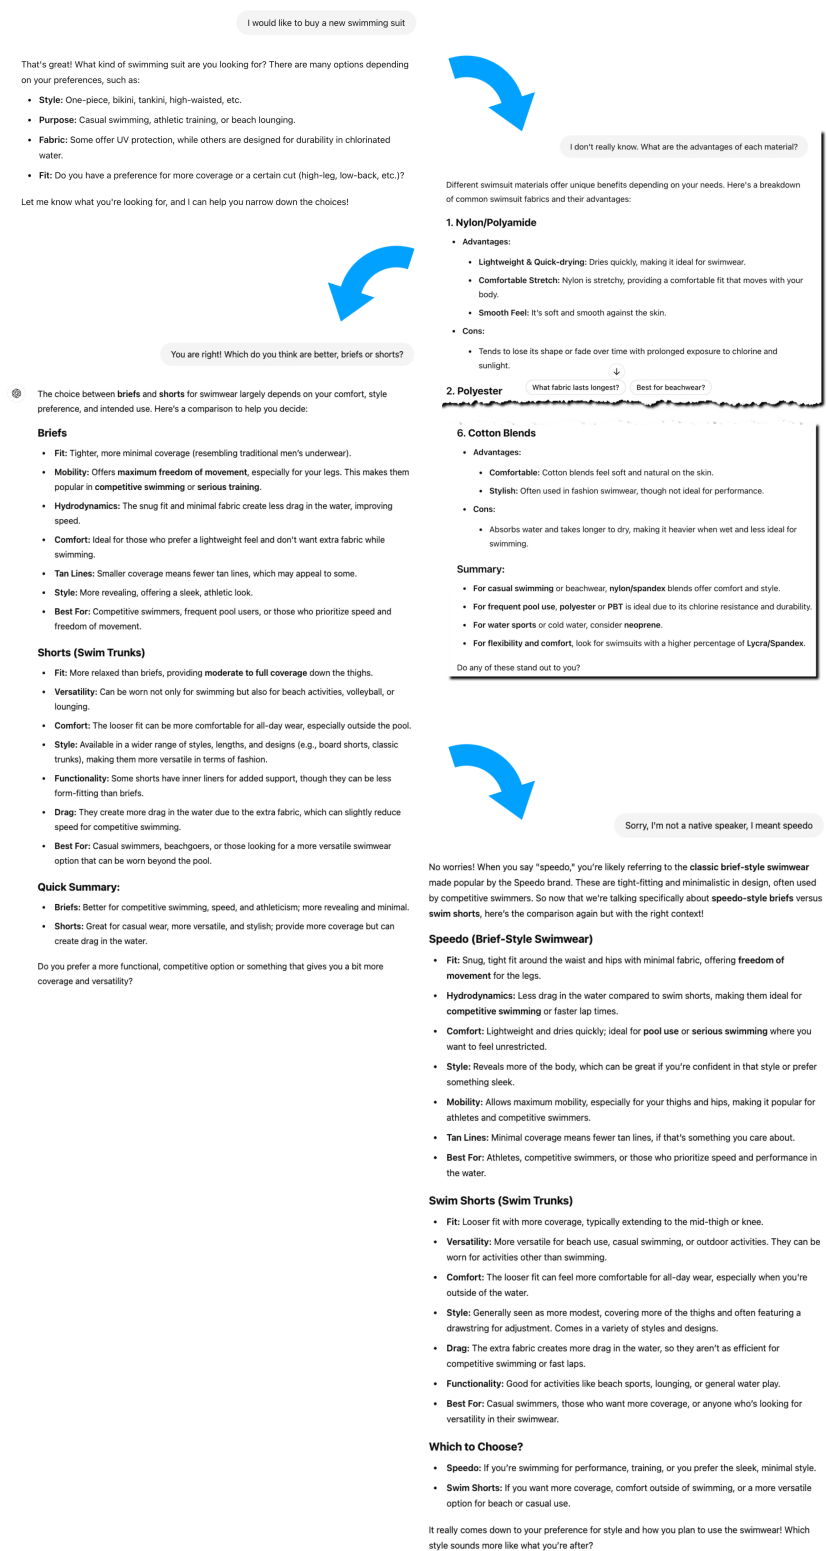 I would like to buy a new swimming suit
That's great! What kind of swimming suit are you looking for? There are many options depending
on your preferences, such as:
• Style: One-piece, bikini, tankini, high-waisted, etc.
• Purpose: Casual swimming, athletic training, or beach lounging.
• Fabric: Some offer UV protection, while others are designed for durability in chlorinated
water.
• Fit: Do you have a preference for more coverage or a certain cut (high-leg, low-back, etc.)?
Let me know what you're looking for, and I can help you narrow down the choices!
I don't really know. What are the advantages of each material?
Different swimsuit materials offer unique benefits depending on your needs. Here's a breakdown
of common swimsuit fabrics and their advantages:
1. Nylon/Polyamide
• Advantages:
• Lightweight & Quick-drying: Dries quickly, making it ideal for swimwear.
• Comfortable Stretch: Nylon is stretchy, providing a comfortable fit that moves with your
body.
• Smooth Feel: It's soft and smooth against the skin.
• Cons:
• Tends to lose its shape or fade over time with prolonged exposure to chlorine and
sunlight.
2. Polyester
What fabric lasts longest?
Best for beachwear?
6. Cotton Blends
• Advantages:
• Comfortable: Cotton blends feel soft and natural on the skin.
• Stylish: Often used in fashion swimwear, though not ideal for performance.
• Cons:
• Absorbs water and takes longer to dry, making it heavier when wet and less ideal for
swimming.
Summary:
• For casual swimming or beachwear, nylon/spandex blends offer comfort and style.
• For frequent pool use, polyester or PBT is ideal due to its chlorine resistance and durability.
• For water sports or cold water, consider neoprene.
• For flexibility and comfort, look for swimsuits with a higher percentage of Lycra/Spandex.
Do any of these stand out to you?
You are right! Which do you think are better, briefs or shorts?
The choice between briefs and shorts for swimwear largely depends on your comfort, style
preference, and intended use. Here's a comparison to help you decide:
Briefs
• Fit: Tighter, more minimal coverage (resembling traditional men's underwear).
• Mobility: Offers maximum freedom of movement, especially for your legs. This makes them
popular in competitive swimming or serious training.
• Hydrodynamics: The snug fit and minimal fabric create less drag in the water, improving
speed.
• Comfort: Ideal for those who prefer a lightweight feel and don't want extra fabric while
swimming.
• Tan Lines: Smaller coverage means fewer tan lines, which may appeal to some.
• Style: More revealing, offering a sleek, athletic look.
• Best For: Competitive swimmers, frequent pool users, or those who prioritize speed and
freedom of movement.
Shorts (Swim Trunks)
• Fit: More relaxed than briefs, providing moderate to full coverage down the thighs.
• Versatility: Can be worn not only for swimming but also for beach activities, volleyball, or
lounging.
• Comfort: The looser fit can be more comfortable for all-day wear, especially outside the pool.
• Style: Available in a wider range of styles, lengths, and designs (e.g., board shorts, classic
trunks), making them more versatile in terms of fashion.
• Functionality: Some shorts have inner liners for added support, though they can be less
form-fitting than briefs.
• Drag: They create more drag in the water due to the extra fabric, which can slightly reduce
speed for competitive swimming.
• Best For: Casual swimmers, beachgoers, or those looking for a more versatile swimwear
option that can be worn beyond the pool.
Quick Summary:
• Briefs: Better for competitive swimming, speed, and athleticism; more revealing and minimal.
• Shorts: Great for casual wear, more versatile, and stylish; provide more coverage but can
create drag in the water.
Do you prefer a more functional, competitive option or something that gives you a bit more
coverage and versatility?
Sorry, I'm not a native speaker, I meant speedo
No worries! When you say "speedo," you're likely referring to the classic brief-style swimwear
made popular by the Speedo brand. These are tight-fitting and minimalistic in design, often used
by competitive swimmers. So now that we're talking specifically about speedo-style briefs versus
swim shorts, here's the comparison again but with the right context!
Speedo (Brief-Style Swimwear)
• Fit: Snug, tight fit around the waist and hips with minimal fabric, offering freedom of
movement for the legs.
• Hydrodynamics: Less drag in the water compared to swim shorts, making them ideal for
competitive swimming or faster lap times.
• Comfort: Lightweight and dries quickly; ideal for pool use or serious swimming where you
want to feel unrestricted.
• Style: Reveals more of the body, which can be great if you're confident in that style or prefer
something sleek.
• Mobility: Allows maximum mobility, especially for your thighs and hips, making it popular for
athletes and competitive swimmers.
• Tan Lines: Minimal coverage means fewer tan lines, if that's something you care about.
• Best For: Athletes, competitive swimmers, or those who prioritize speed and performance in
the water.
Swim Shorts (Swim Trunks)
• Fit: Looser fit with more coverage, typically extending to the mid-thigh or knee.
• Versatility: More versatile for beach use, casual swimming, or outdoor activities. They can be
worn for activities other than swimming.
• Comfort: The looser fit can feel more comfortable for all-day wear, especially when you're
outside of the water.
• Style: Generally seen as more modest, covering more of the thighs and often featuring a
drawstring for adjustment. Comes in a variety of styles and designs.
• Drag: The extra fabric creates more drag in the water, so they aren't as efficient for
competitive swimming or fast laps.
• Functionality: Good for activities like beach sports, lounging, or general water play.
• Best For: Casual swimmers, those who want more coverage, or anyone who's looking for
versatility in their swimwear.
Which to Choose?
• Speedo: If you're swimming for performance, training, or you prefer the sleek, minimal style.
• Swim Shorts: If you want more coverage, comfort outside of swimming, or a more versatile
option for beach or casual use.
It really comes down to your preference for style and how you plan to use the swimwear! Which
style sounds more like what you're after?